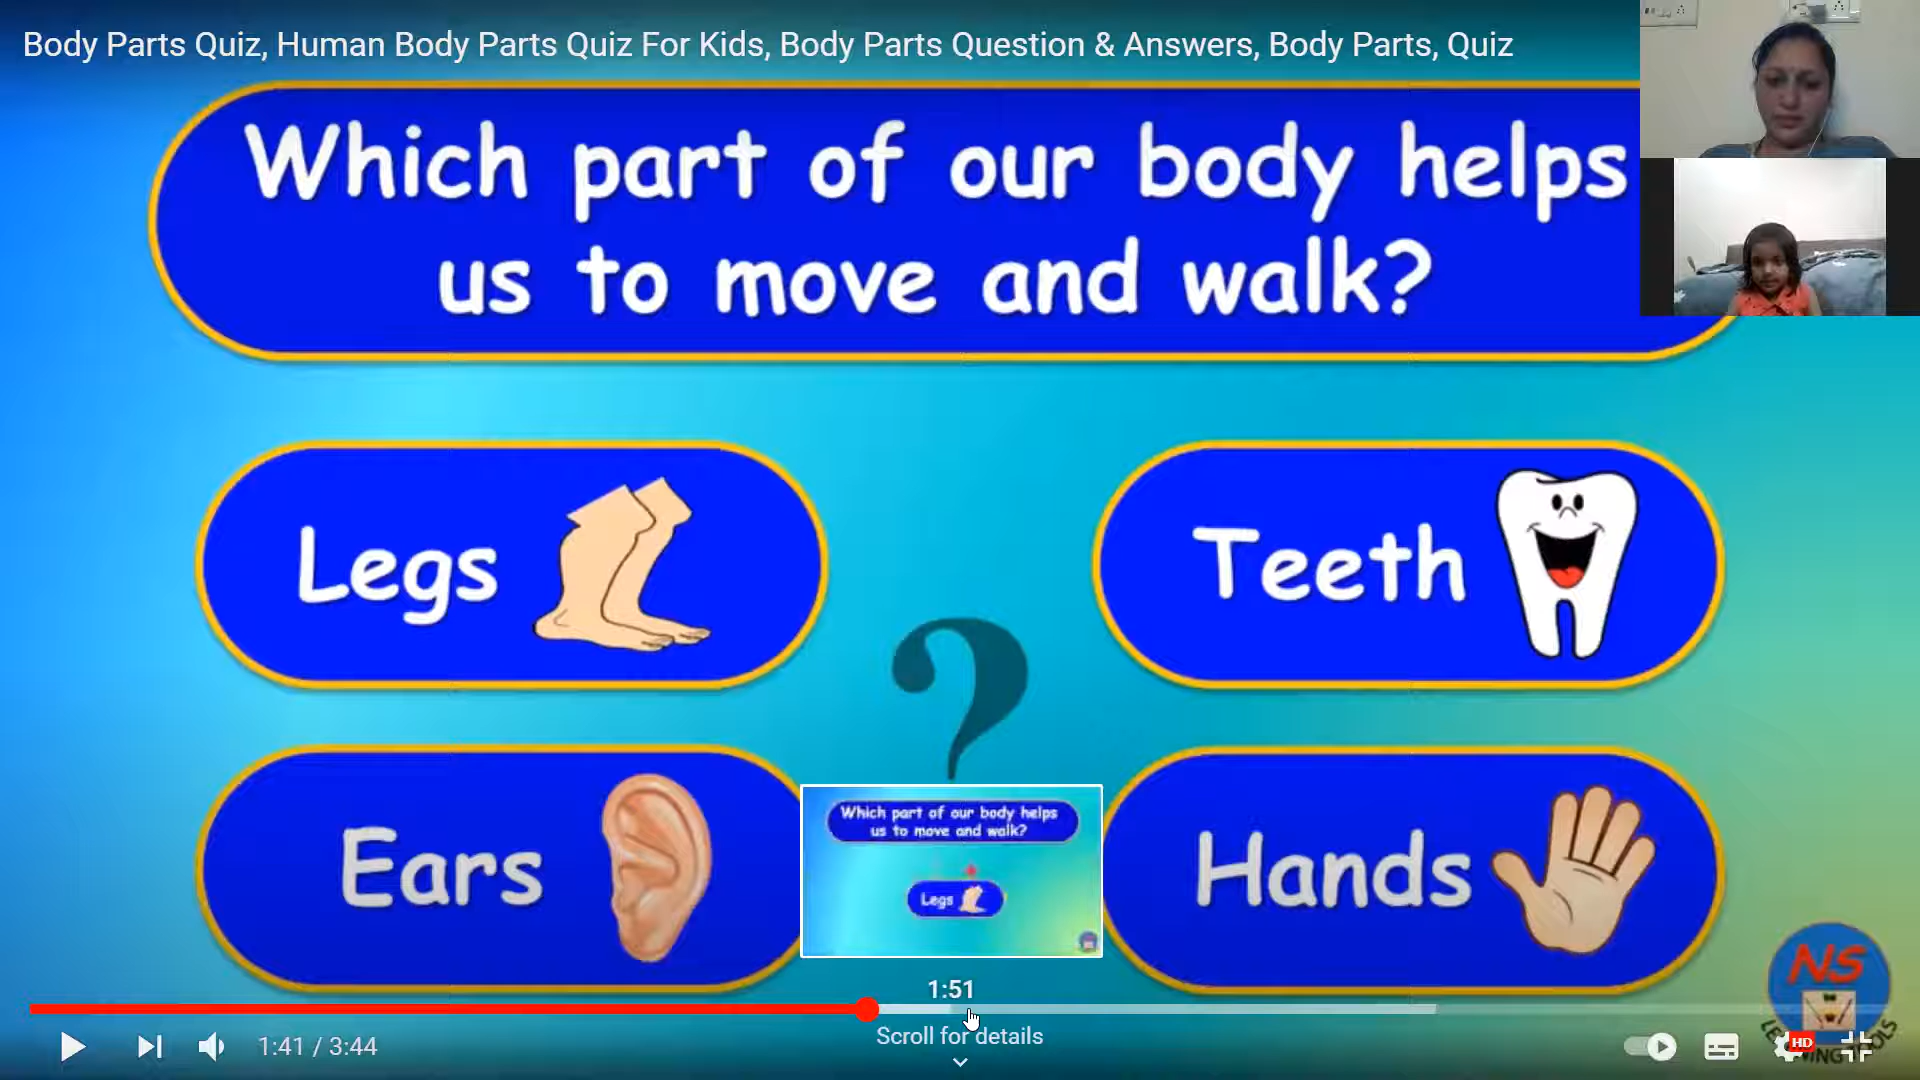 Body Parts Quiz, Human Body Parts Quiz For Kids, Body Parts Question & Answers, Body Parts, Quiz
Which part of our body helps
us to move and walk?
Legs
Teeth
Ears
Hands
Which part of our body helps
us to move and walk?
Legs
1:51
Scroll for details
1:41 / 3:44
HD
NS
LEARNING TOOLS